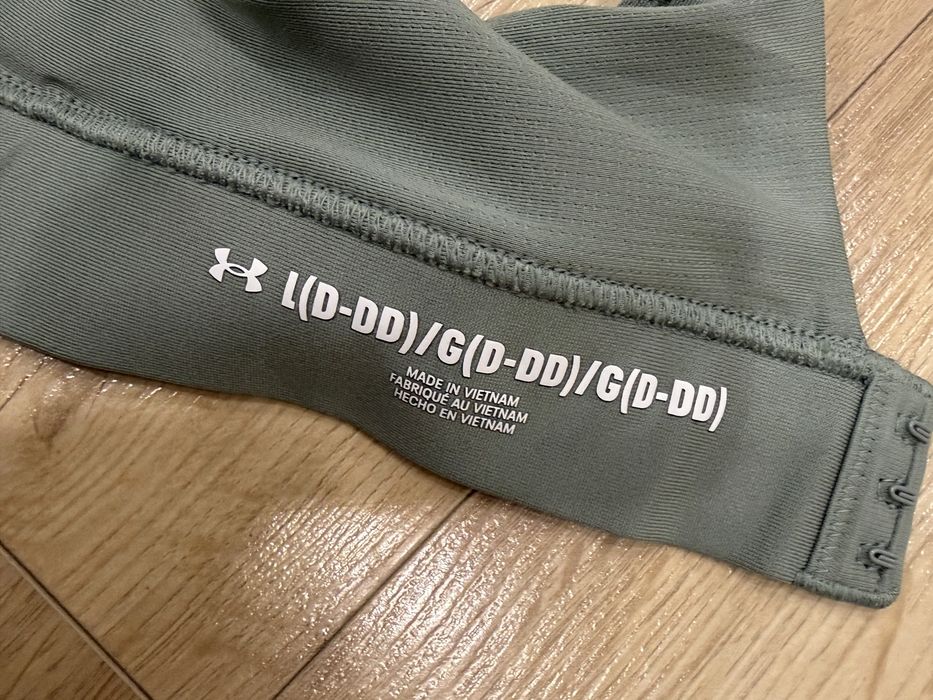 L(D-DD)/G(D-DD)/G(D-DD)
MADE IN VIETNAM
FABRIQUÉ AU VIETNAM
HECHO EN VIETNAM